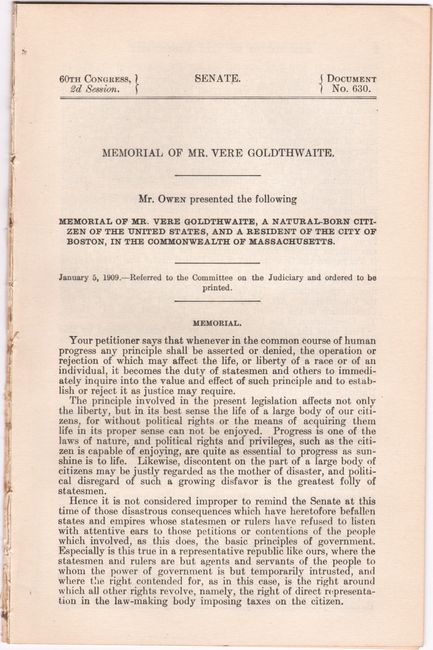 60TH CONGRESS, } SENATE. { DOCUMENT
2d Session. } { No. 630.
MEMORIAL OF MR. VERE GOLDTHWAITE.
Mr. OWEN presented the following
MEMORIAL OF MR. VERE GOLDTHWAITE, A NATURAL-BORN CITI-
ZEN OF THE UNITED STATES, AND A RESIDENT OF THE CITY OF
BOSTON, IN THE COMMONWEALTH OF MASSACHUSETTS.
January 5, 1909.—Referred to the Committee on the Judiciary and ordered to be
printed.
MEMORIAL.
Your petitioner says that whenever in the common course of human
progress any principle shall be asserted or denied, the operation or
rejection of which may affect the life, or liberty of a race or of an
individual, it becomes the duty of statesmen and others to immedi-
ately inquire into the value and effect of such principle and to estab-
lish or reject it as justice may require.
The principle involved in the present legislation affects not only
the liberty, but in its best sense the life of a large body of our citi-
zens, for without political rights or the means of acquiring them
life in its proper sense can not be enjoyed. Progress is one of the
laws of nature, and political rights and privileges, such as the citi-
zen is capable of enjoying, are quite as essential to progress as sun-
shine is to life. Likewise, discontent on the part of a large body of
citizens may be justly regarded as the mother of disaster, and politi-
cal disregard of such a growing disfavor is the greatest folly of
statesmen.
Hence it is not considered improper to remind the Senate at this
time of those disastrous consequences which have heretofore befallen
states and empires whose statesmen or rulers have refused to listen
with attentive ears to those petitions or contentions of the people
which involved, as this does, the basic principles of government.
Especially is this true in a representative republic like ours, where the
statesmen and rulers are but agents and servants of the people to
whom the power of government is but temporarily intrusted, and
where the right contended for, as in this case, is the right around
which all other rights revolve, namely, the right of direct representa-
tion in the law-making body imposing taxes on the citizen.